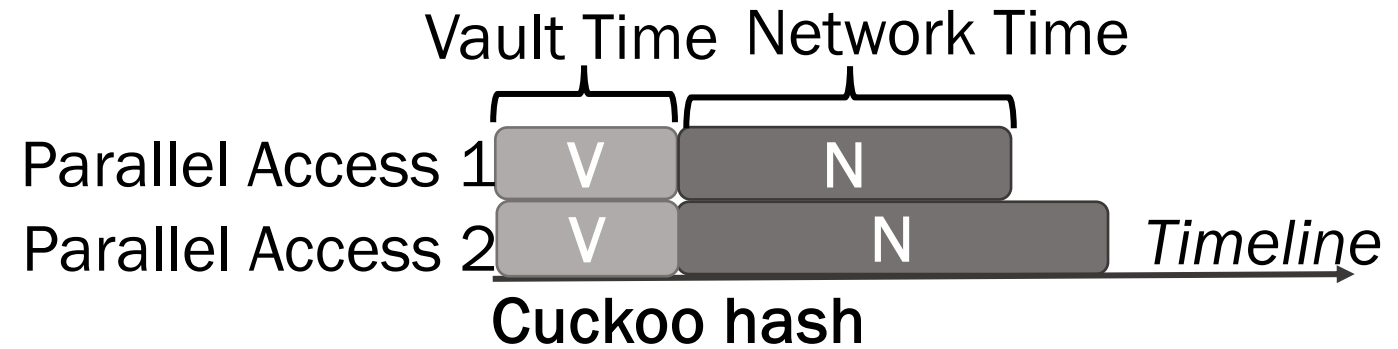 Vault Time Network Time
Parallel Access 1 V N
Parallel Access 2 V N Timeline
Cuckoo hash